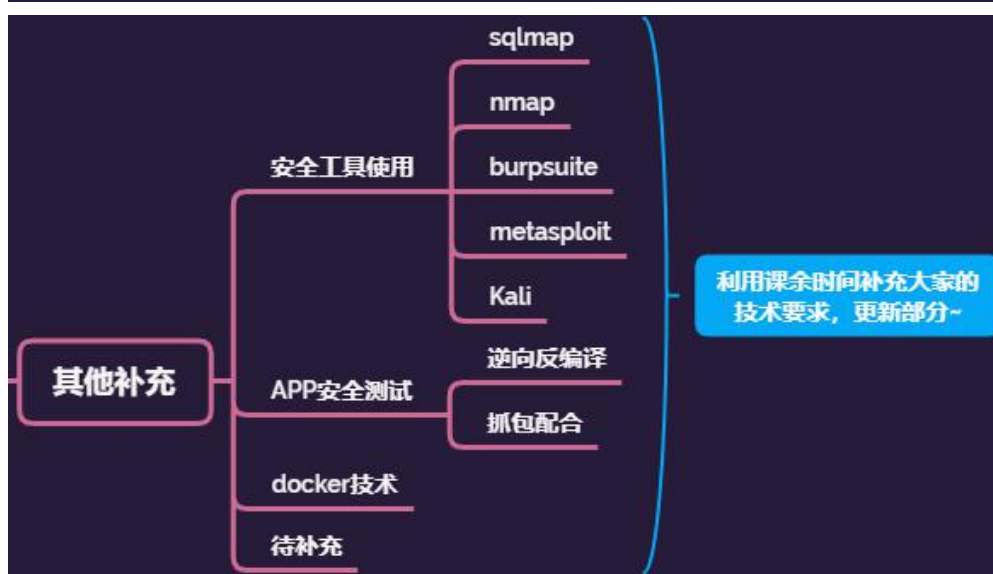 其他补充
安全工具使用
sqlmap
nmap
burpsuite
metasploit
Kali
APP安全测试
逆向反编译
抓包配合
docker技术
待补充
利用课余时间补充大家的
技术要求，更新部分~